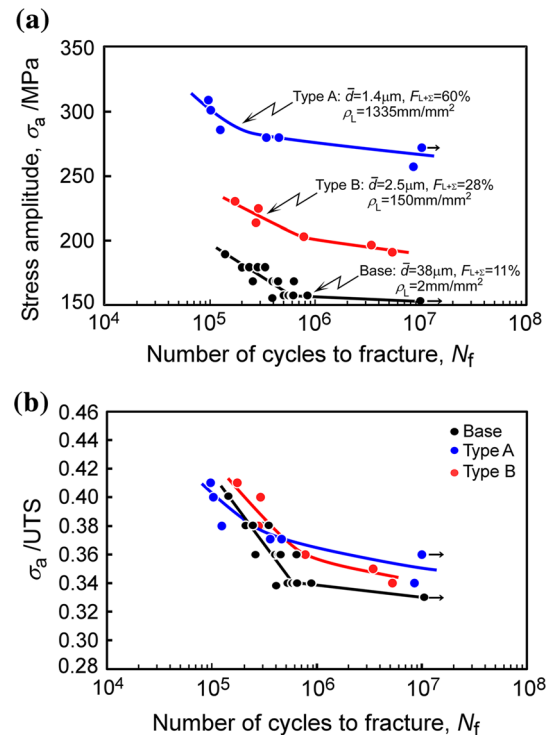 (a)
350
300
250
200
150
Stress amplitude, σa /MPa
Type A: d̄=1.4μm, FL+Σ=60%
ρL=1335mm/mm²
Type B: d̄=2.5μm, FL+Σ=28%
ρL=150mm/mm²
Base: d̄=38μm, FL+Σ=11%
ρL=2mm/mm²
10⁴ 10⁵ 10⁶ 10⁷ 10⁸
Number of cycles to fracture, Nf
(b)
0.46
0.44
0.42
0.40
0.38
0.36
0.34
0.32
0.30
0.28
σa /UTS
Base
Type A
Type B
10⁴ 10⁵ 10⁶ 10⁷ 10⁸
Number of cycles to fracture, Nf